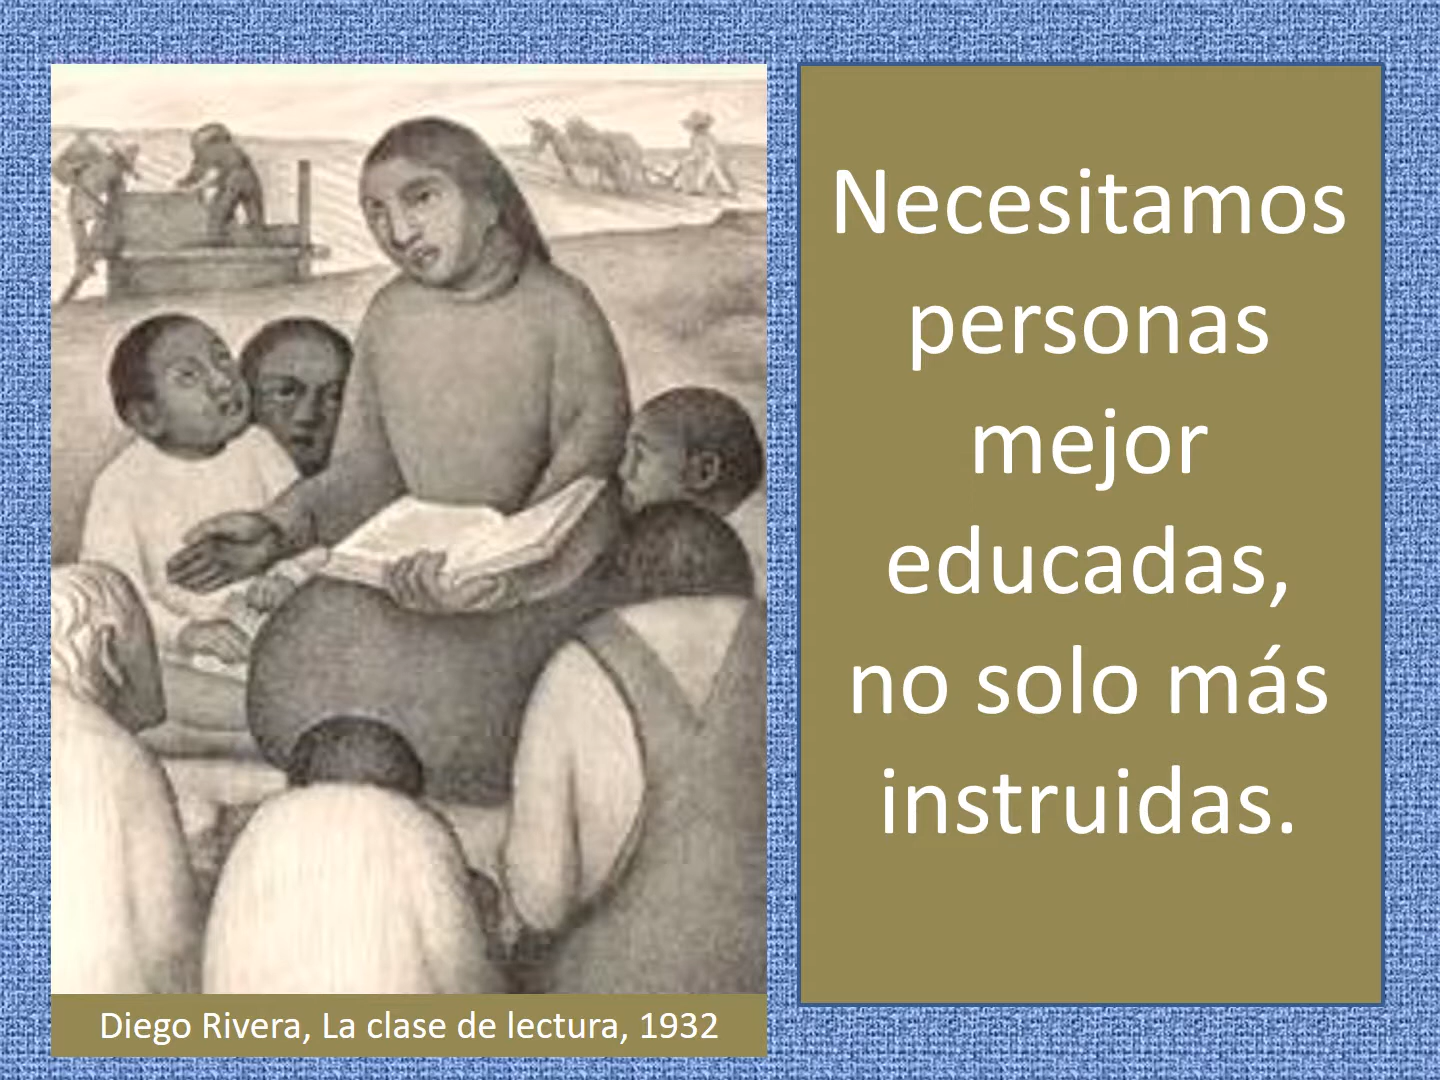 Necesitamos
personas
mejor
educadas,
no solo más
instruidas.
Diego Rivera, La clase de lectura, 1932